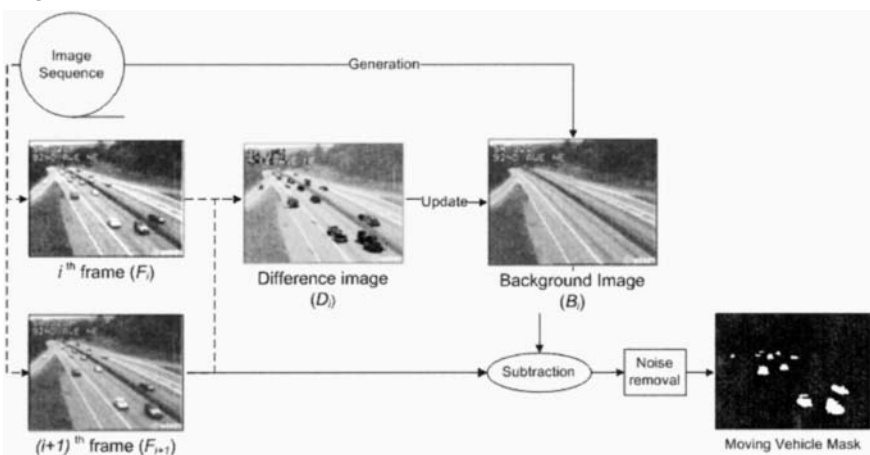 Image
Sequence
Generation
Update
i th frame (Fi)
Difference image
(Di)
Background Image
(Bi)
Subtraction
Noise
removal
(i+1) th frame (Fi+1)
Moving Vehicle Mask